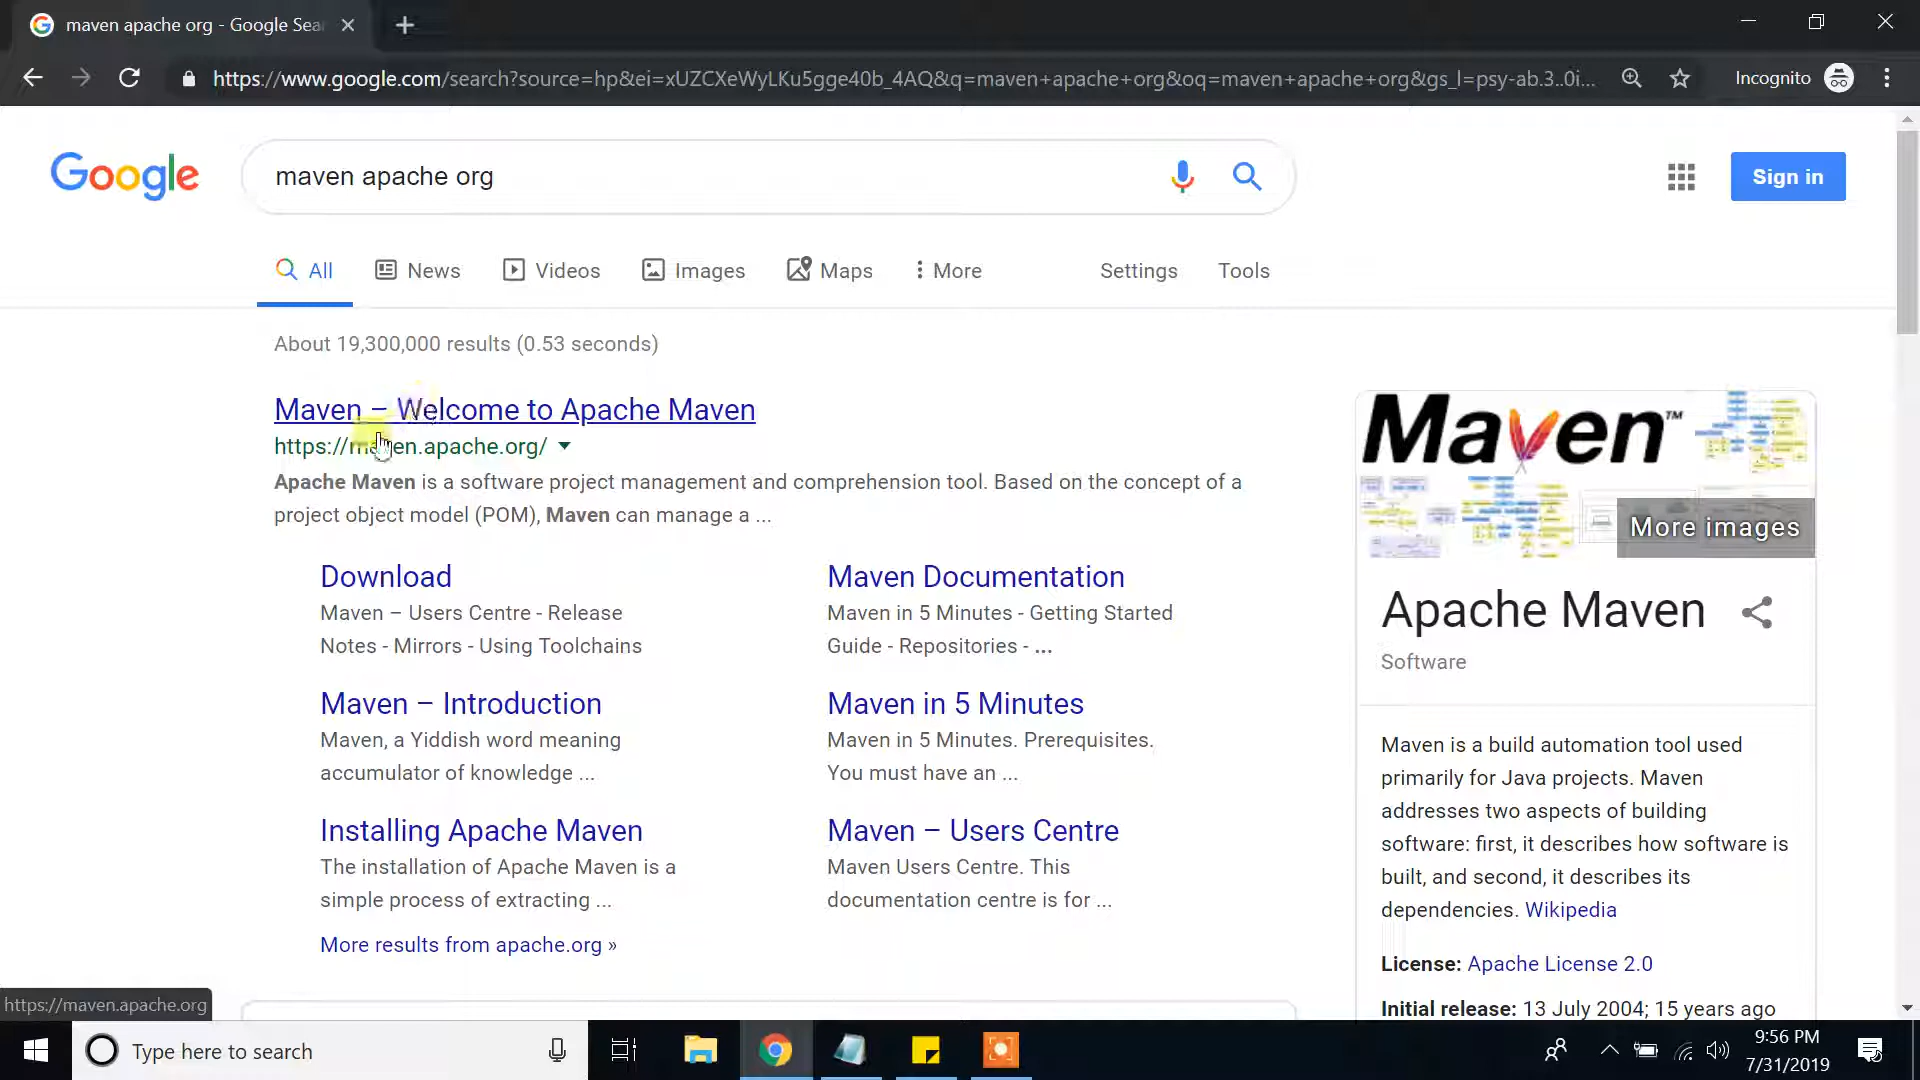 maven apache org - Google Sea
https://www.google.com/search?source=hp&ei=xUZCXeWyLKu5gge40b_4AQ&q=maven+apache+org&oq=maven+apache+org&gs_l=psy-ab.3..0i...
Incognito
Google
maven apache org
Sign in
All
News
Videos
Images
Maps
More
Settings
Tools
About 19,300,000 results (0.53 seconds)
Maven – Welcome to Apache Maven
https://maven.apache.org/
Apache Maven is a software project management and comprehension tool. Based on the concept of a
project object model (POM), Maven can manage a ...
Download
Maven – Users Centre - Release
Notes - Mirrors - Using Toolchains
Maven Documentation
Maven in 5 Minutes - Getting Started
Guide - Repositories - ...
Maven – Introduction
Maven, a Yiddish word meaning
accumulator of knowledge ...
Maven in 5 Minutes
Maven in 5 Minutes. Prerequisites.
You must have an ...
Installing Apache Maven
The installation of Apache Maven is a
simple process of extracting ...
Maven – Users Centre
Maven Users Centre. This
documentation centre is for ...
More results from apache.org »
Maven™
More images
Apache Maven
Software
Maven is a build automation tool used
primarily for Java projects. Maven
addresses two aspects of building
software: first, it describes how software is
built, and second, it describes its
dependencies. Wikipedia
License: Apache License 2.0
Initial release: 13 July 2004; 15 years ago
https://maven.apache.org
Type here to search
9:56 PM
7/31/2019